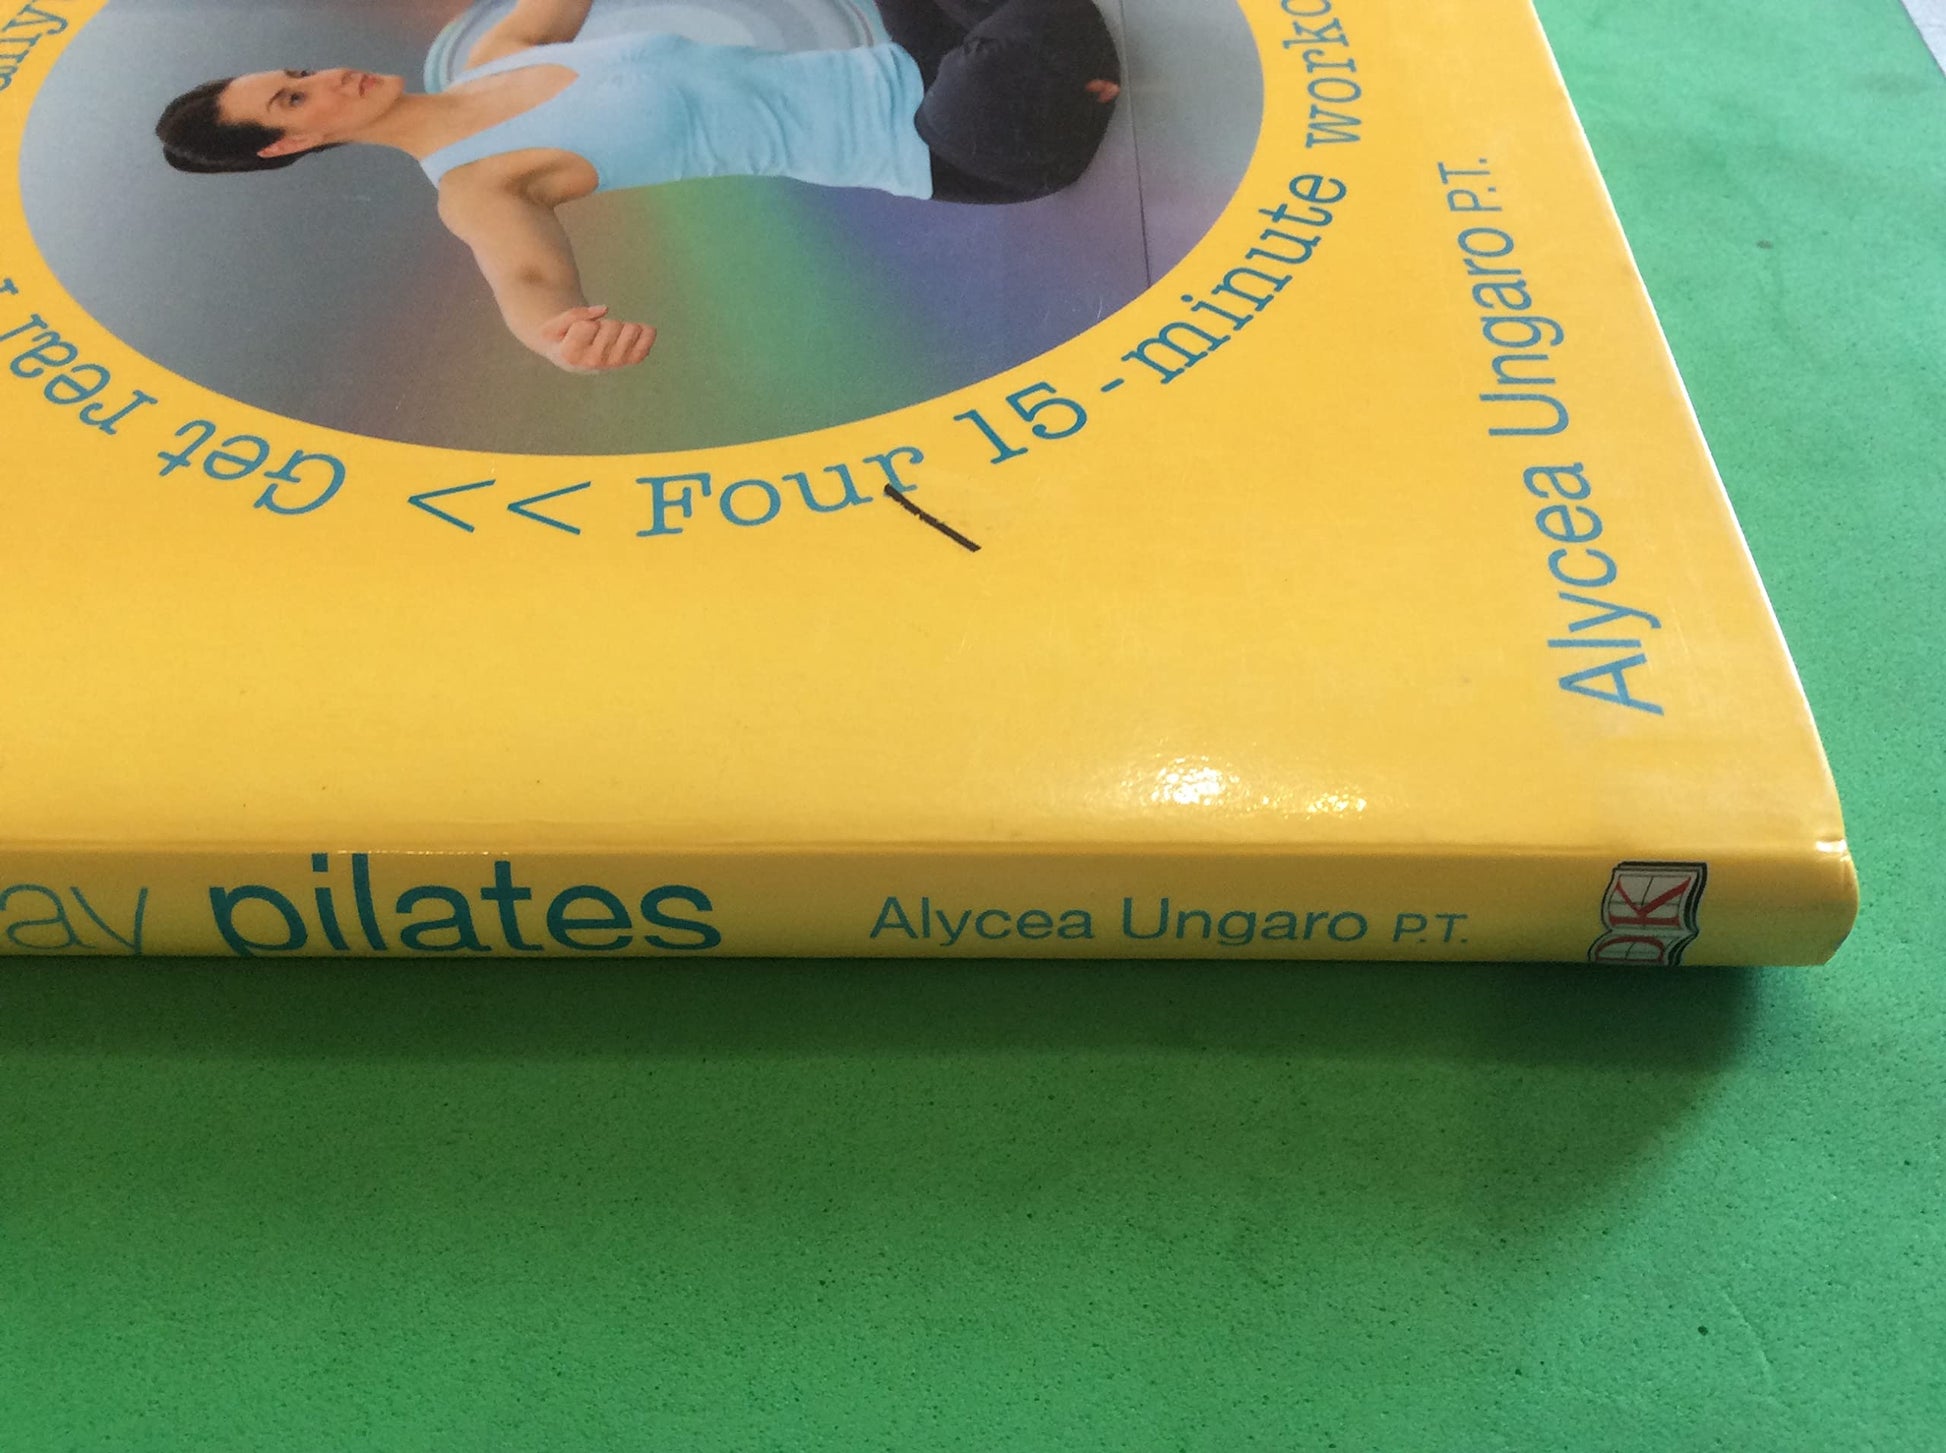 Get real
>> Four 15-minute
Alycea Ungaro P.T.
pilates Alycea Ungaro P.T. DK